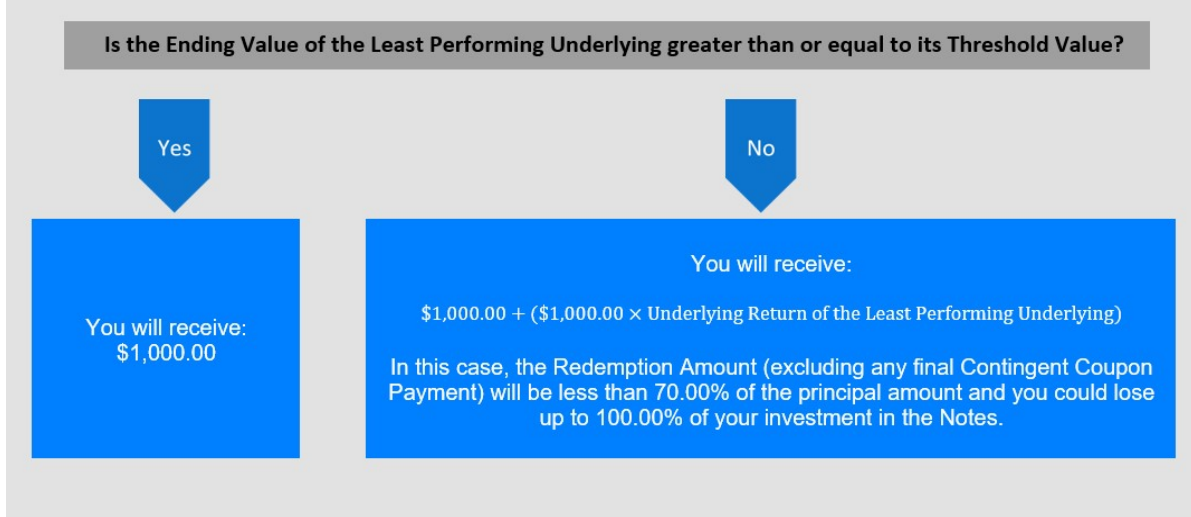 Is the Ending Value of the Least Performing Underlying greater than or equal to its Threshold Value?
Yes
No
You will receive:
$1,000.00
You will receive:
$1,000.00 + ($1,000.00 × Underlying Return of the Least Performing Underlying)
In this case, the Redemption Amount (excluding any final Contingent Coupon
Payment) will be less than 70.00% of the principal amount and you could lose
up to 100.00% of your investment in the Notes.